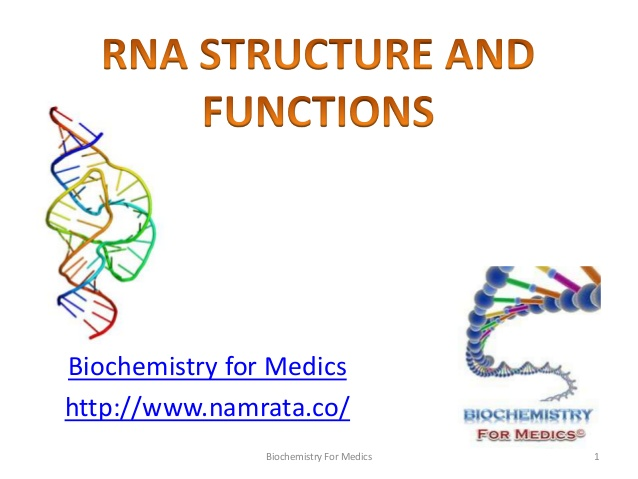 RNA STRUCTURE AND
FUNCTIONS
Biochemistry for Medics
http://www.namrata.co/
BIOCHEMISTRY
FOR MEDICS©
Biochemistry For Medics
1